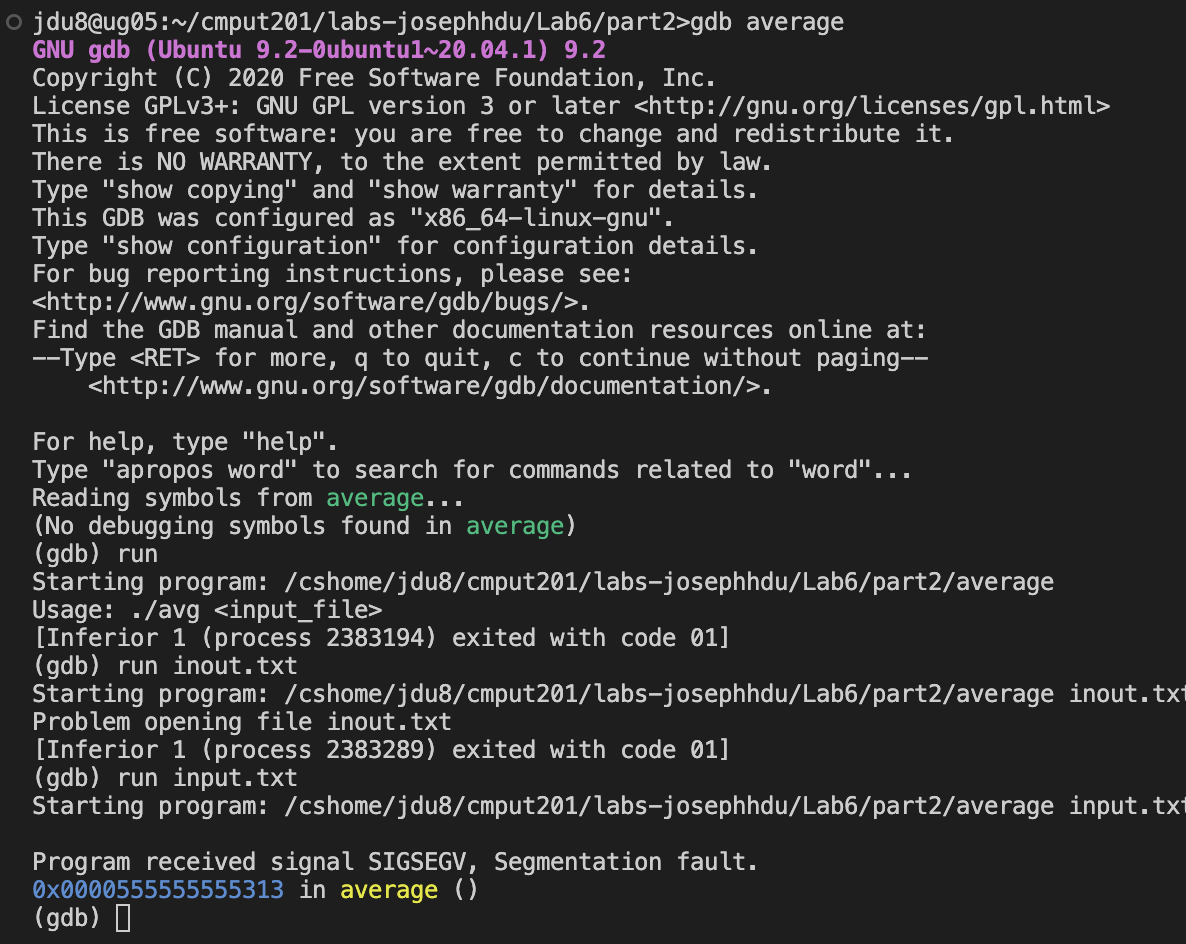 jdu8@ug05:~/cmput201/labs-josephhdu/Lab6/part2>gdb average
GNU gdb (Ubuntu 9.2-0ubuntu1~20.04.1) 9.2
Copyright (C) 2020 Free Software Foundation, Inc.
License GPLv3+: GNU GPL version 3 or later <http://gnu.org/licenses/gpl.html>
This is free software: you are free to change and redistribute it.
There is NO WARRANTY, to the extent permitted by law.
Type "show copying" and "show warranty" for details.
This GDB was configured as "x86_64-linux-gnu".
Type "show configuration" for configuration details.
For bug reporting instructions, please see:
<http://www.gnu.org/software/gdb/bugs/>.
Find the GDB manual and other documentation resources online at:
--Type <RET> for more, q to quit, c to continue without paging--
    <http://www.gnu.org/software/gdb/documentation/>.

For help, type "help".
Type "apropos word" to search for commands related to "word"...
Reading symbols from average...
(No debugging symbols found in average)
(gdb) run
Starting program: /cshome/jdu8/cmput201/labs-josephhdu/Lab6/part2/average
Usage: ./avg <input_file>
[Inferior 1 (process 2383194) exited with code 01]
(gdb) run inout.txt
Starting program: /cshome/jdu8/cmput201/labs-josephhdu/Lab6/part2/average inout.txt
Problem opening file inout.txt
[Inferior 1 (process 2383289) exited with code 01]
(gdb) run input.txt
Starting program: /cshome/jdu8/cmput201/labs-josephhdu/Lab6/part2/average input.txt

Program received signal SIGSEGV, Segmentation fault.
0x0000555555555313 in average ()
(gdb)